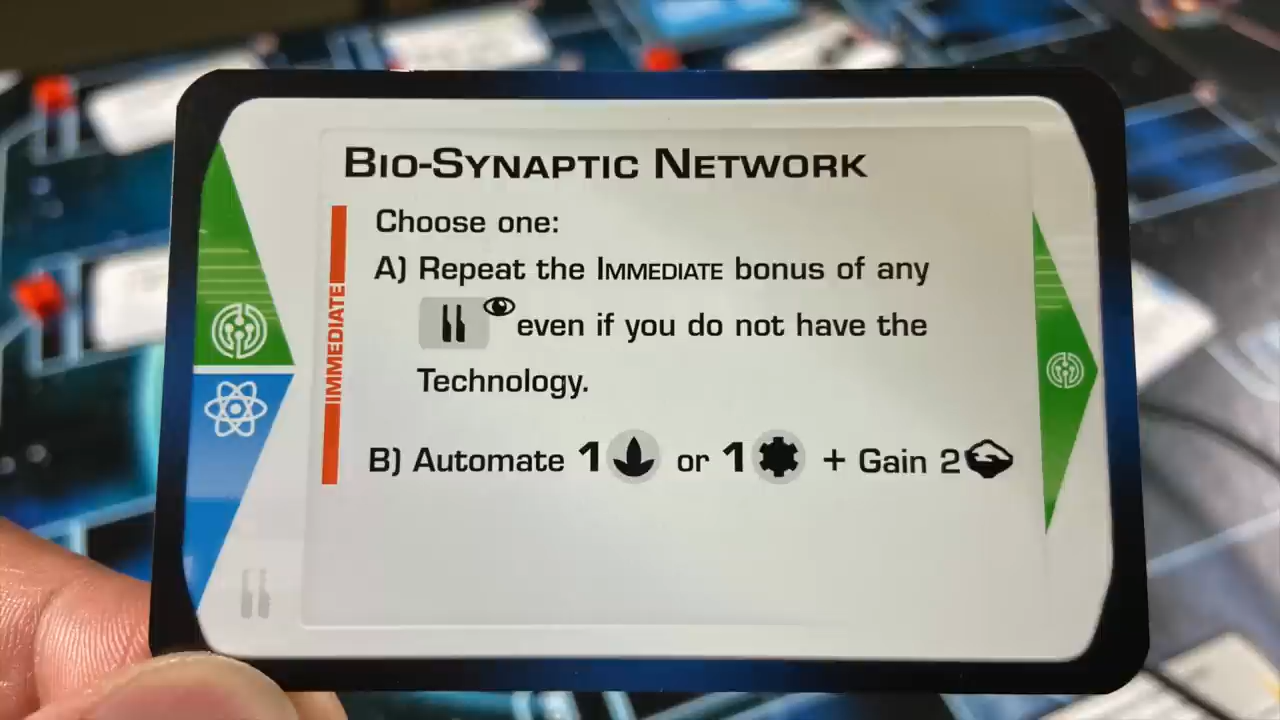 BIO-SYNAPTIC NETWORK
IMMEDIATE
Choose one:
A) Repeat the IMMEDIATE bonus of any
even if you do not have the
Technology.
B) Automate 1 or 1 + Gain 2